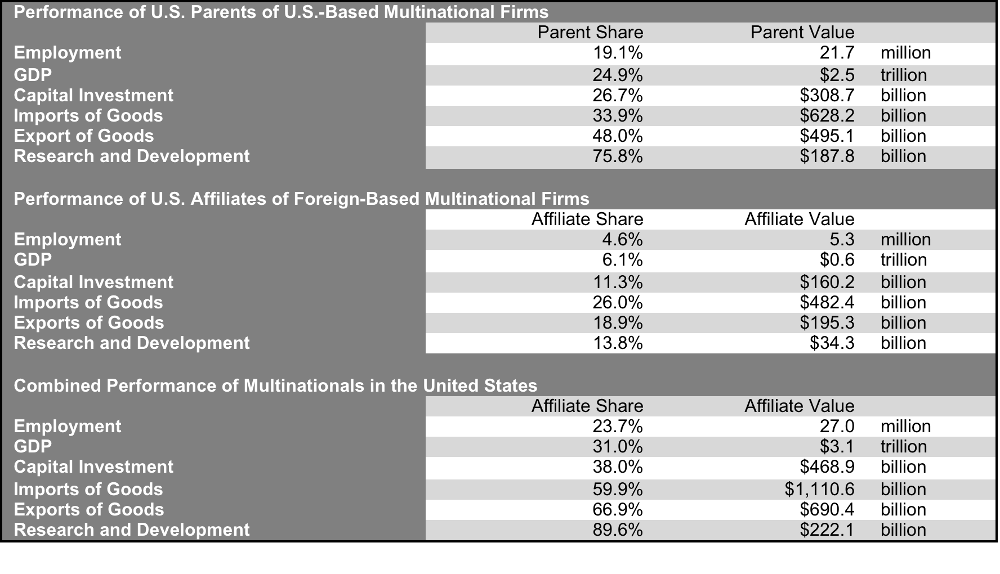 Performance of U.S. Parents of U.S.-Based Multinational Firms
Parent Share Parent Value
Employment 19.1% 21.7 million
GDP 24.9% $2.5 trillion
Capital Investment 26.7% $308.7 billion
Imports of Goods 33.9% $628.2 billion
Export of Goods 48.0% $495.1 billion
Research and Development 75.8% $187.8 billion
Performance of U.S. Affiliates of Foreign-Based Multinational Firms
Affiliate Share Affiliate Value
Employment 4.6% 5.3 million
GDP 6.1% $0.6 trillion
Capital Investment 11.3% $160.2 billion
Imports of Goods 26.0% $482.4 billion
Exports of Goods 18.9% $195.3 billion
Research and Development 13.8% $34.3 billion
Combined Performance of Multinationals in the United States
Affiliate Share Affiliate Value
Employment 23.7% 27.0 million
GDP 31.0% $3.1 trillion
Capital Investment 38.0% $468.9 billion
Imports of Goods 59.9% $1,110.6 billion
Exports of Goods 66.9% $690.4 billion
Research and Development 89.6% $222.1 billion